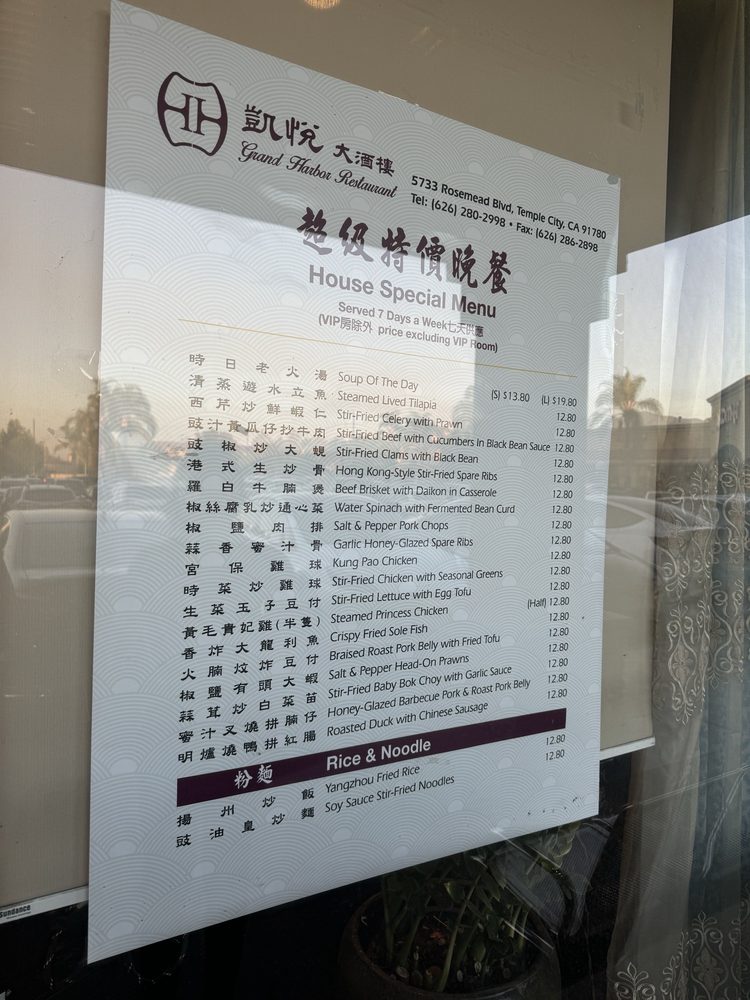 凱悅 大酒樓
Grand Harbor Restaurant
5733 Rosemead Blvd, Temple City, CA 91780
Tel: (626) 280-2998 • Fax: (626) 286-2898
超級特價晚餐
House Special Menu
Served 7 Days a Week七天供應
(VIP房除外 price excluding VIP Room)
時日老火湯 Soup Of The Day (S) $13.80 (L) $19.80
清蒸遊水立魚 Steamed Lived Tilapia 12.80
西芹炒鮮蝦仁 Stir-Fried Celery with Prawn 12.80
豉汁黃瓜仔抄牛肉 Stir-Fried Beef with Cucumbers In Black Bean Sauce 12.80
豉椒炒大蜆 Stir-Fried Clams with Black Bean 12.80
港式生炒骨 Hong Kong-Style Stir-Fried Spare Ribs 12.80
羅白牛腩煲 Beef Brisket with Daikon in Casserole 12.80
椒絲腐乳炒通心菜 Water Spinach with Fermented Bean Curd 12.80
椒鹽肉排 Salt & Pepper Pork Chops 12.80
蒜香蜜汁骨 Garlic Honey-Glazed Spare Ribs 12.80
宮保雞球 Kung Pao Chicken 12.80
時菜炒雞球 Stir-Fried Chicken with Seasonal Greens 12.80
生菜玉子豆付 Stir-Fried Lettuce with Egg Tofu 12.80
黃毛貴妃雞(半隻) Steamed Princess Chicken (Half) 12.80
香炸大龍利魚 Crispy Fried Sole Fish 12.80
火腩炆炸豆付 Braised Roast Pork Belly with Fried Tofu 12.80
椒鹽有頭大蝦 Salt & Pepper Head-On Prawns 12.80
蒜茸炒白菜苗 Stir-Fried Baby Bok Choy with Garlic Sauce 12.80
蜜汁叉燒拼腩仔 Honey-Glazed Barbecue Pork & Roast Pork Belly 12.80
明爐燒鴨拼紅腸 Roasted Duck with Chinese Sausage
粉麵 Rice & Noodle
揚州炒飯 Yangzhou Fried Rice 12.80
豉油皇炒麵 Soy Sauce Stir-Fried Noodles 12.80
Sundance